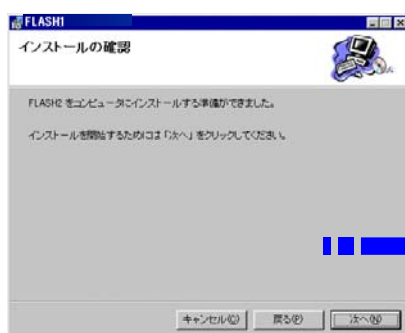 FLASH1
インストールの確認
FLASH2 をコンピュータにインストールする準備ができました。
インストールを開始するためには「次へ」をクリックしてください。
キャンセル(C)
戻る(P)
次へ(N)